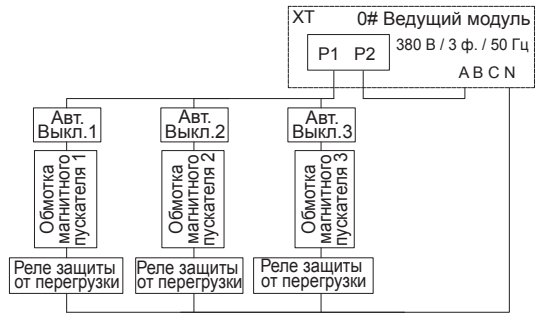 XT 0# Ведущий модуль
P1 P2 380 В / 3 ф. / 50 Гц
A B C N
Авт.
Выкл.1
Авт.
Выкл.2
Авт.
Выкл.3
Обмотка
магнитного
пускателя 1
Обмотка
магнитного
пускателя 2
Обмотка
магнитного
пускателя 3
Реле защиты
от перегрузки
Реле защиты
от перегрузки
Реле защиты
от перегрузки